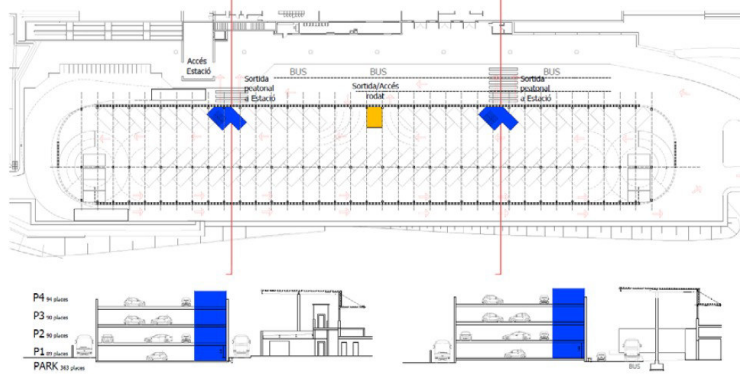 Accés
Estació
BUS
BUS
BUS
Sortida
peatonal
a Estació
Sortida/Accés
rodat
Sortida
peatonal
a Estació
P4 94 places
P3 90 places
P2 90 places
P1 89 places
PARK 363 places
BUS